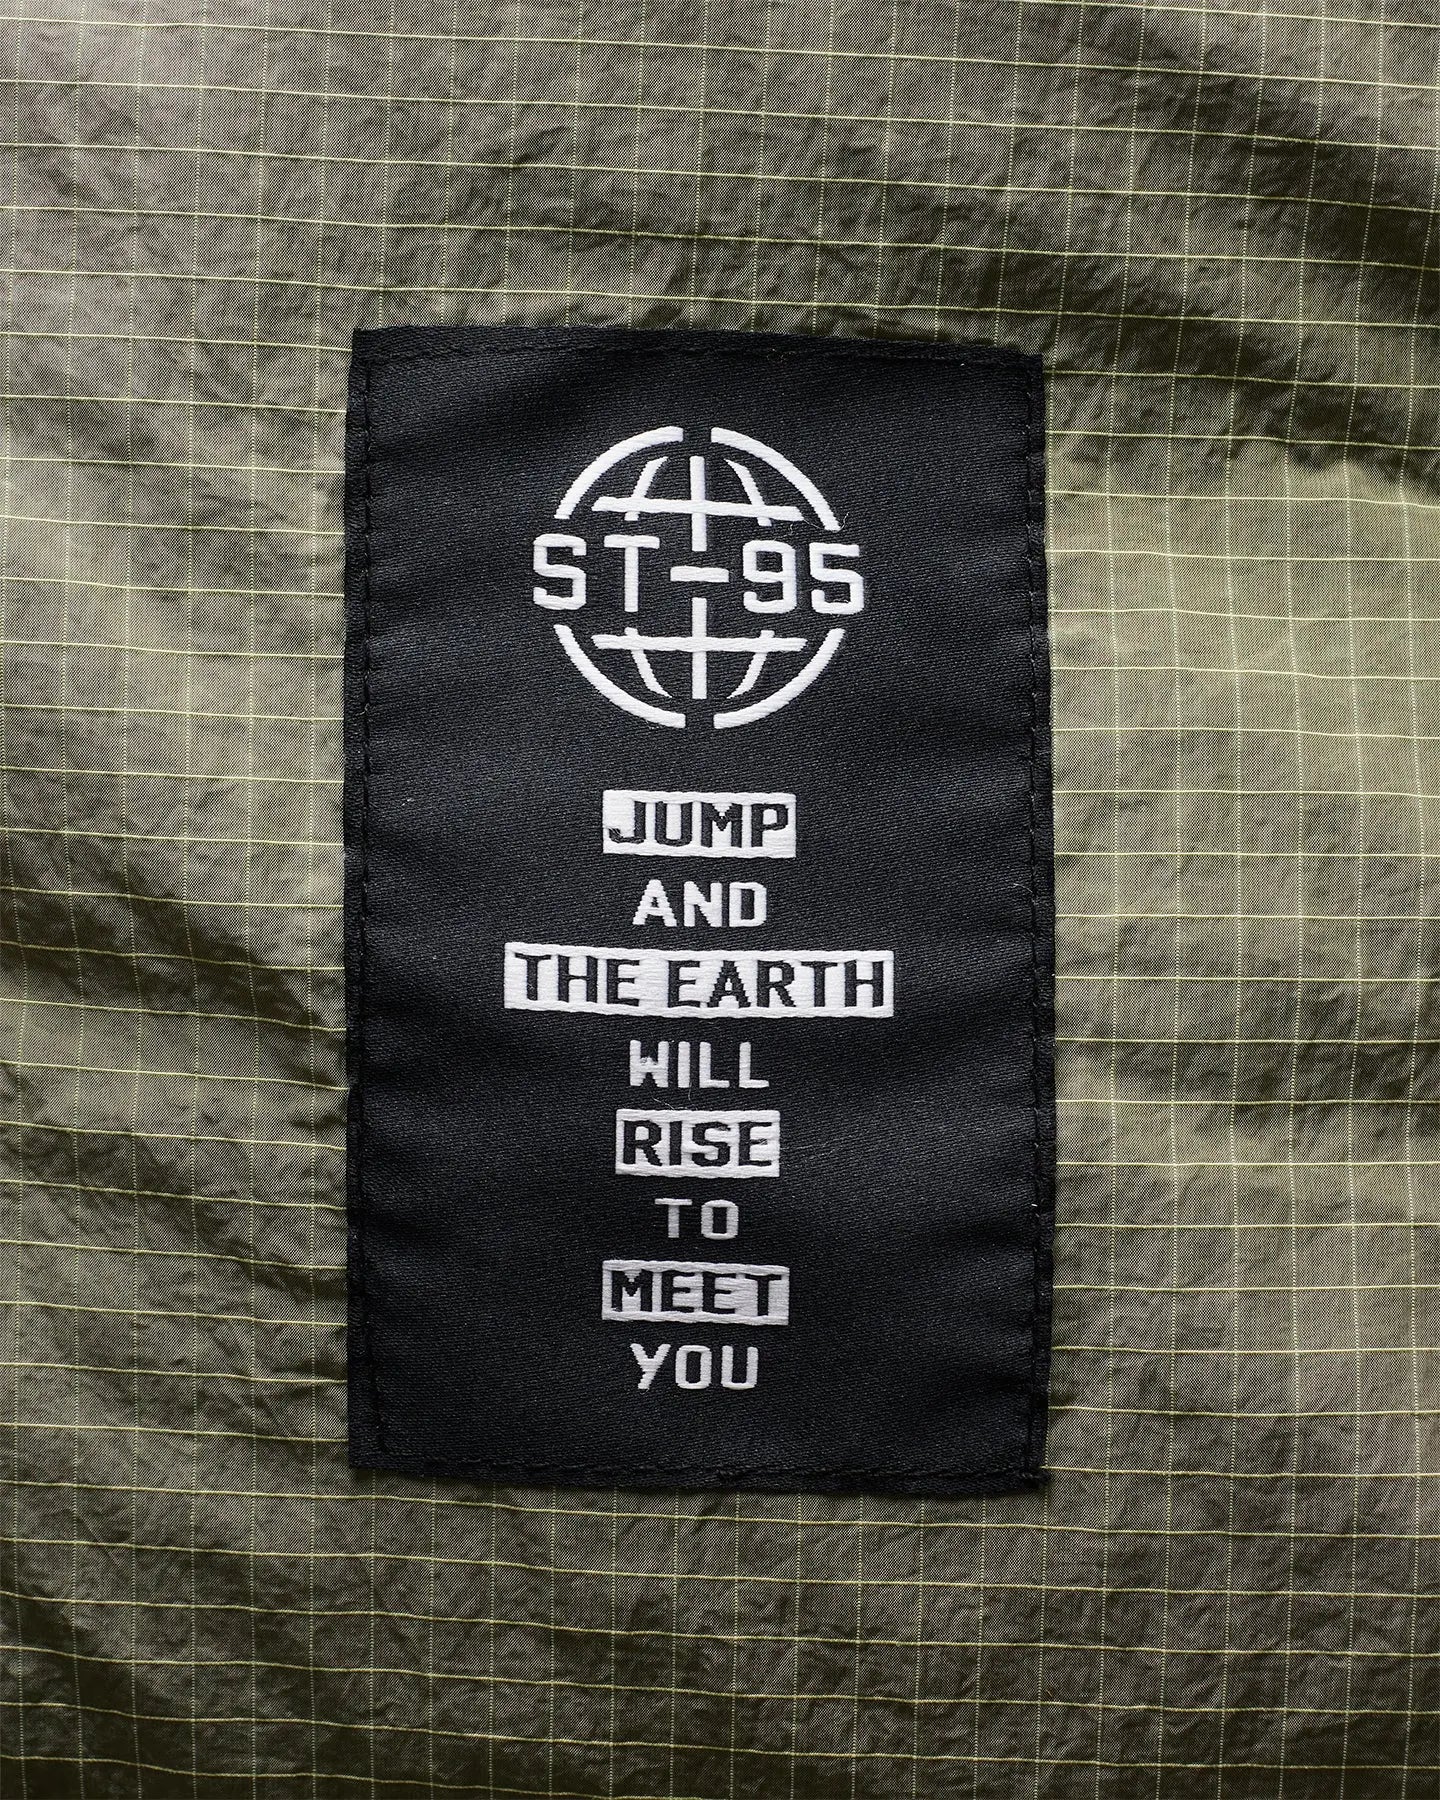 ST-95
JUMP
AND
THE EARTH
WILL
RISE
TO
MEET
YOU